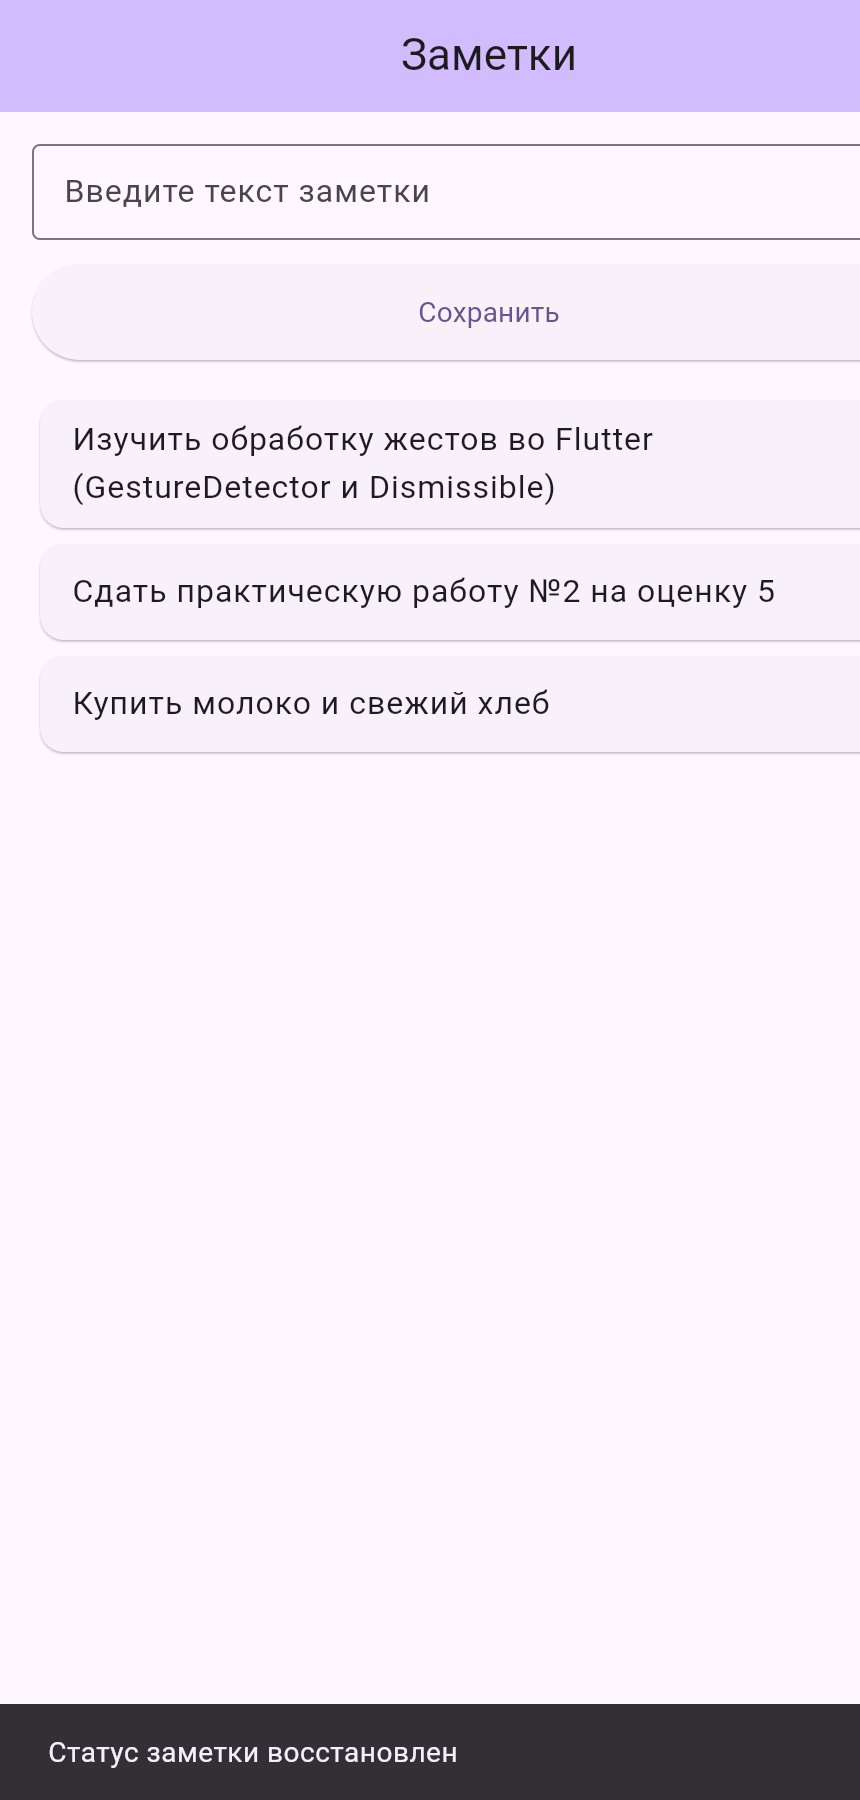 Заметки
Введите текст заметки
Сохранить
Изучить обработку жестов во Flutter
(GestureDetector и Dismissible)
Сдать практическую работу №2 на оценку 5
Купить молоко и свежий хлеб
Статус заметки восстановлен